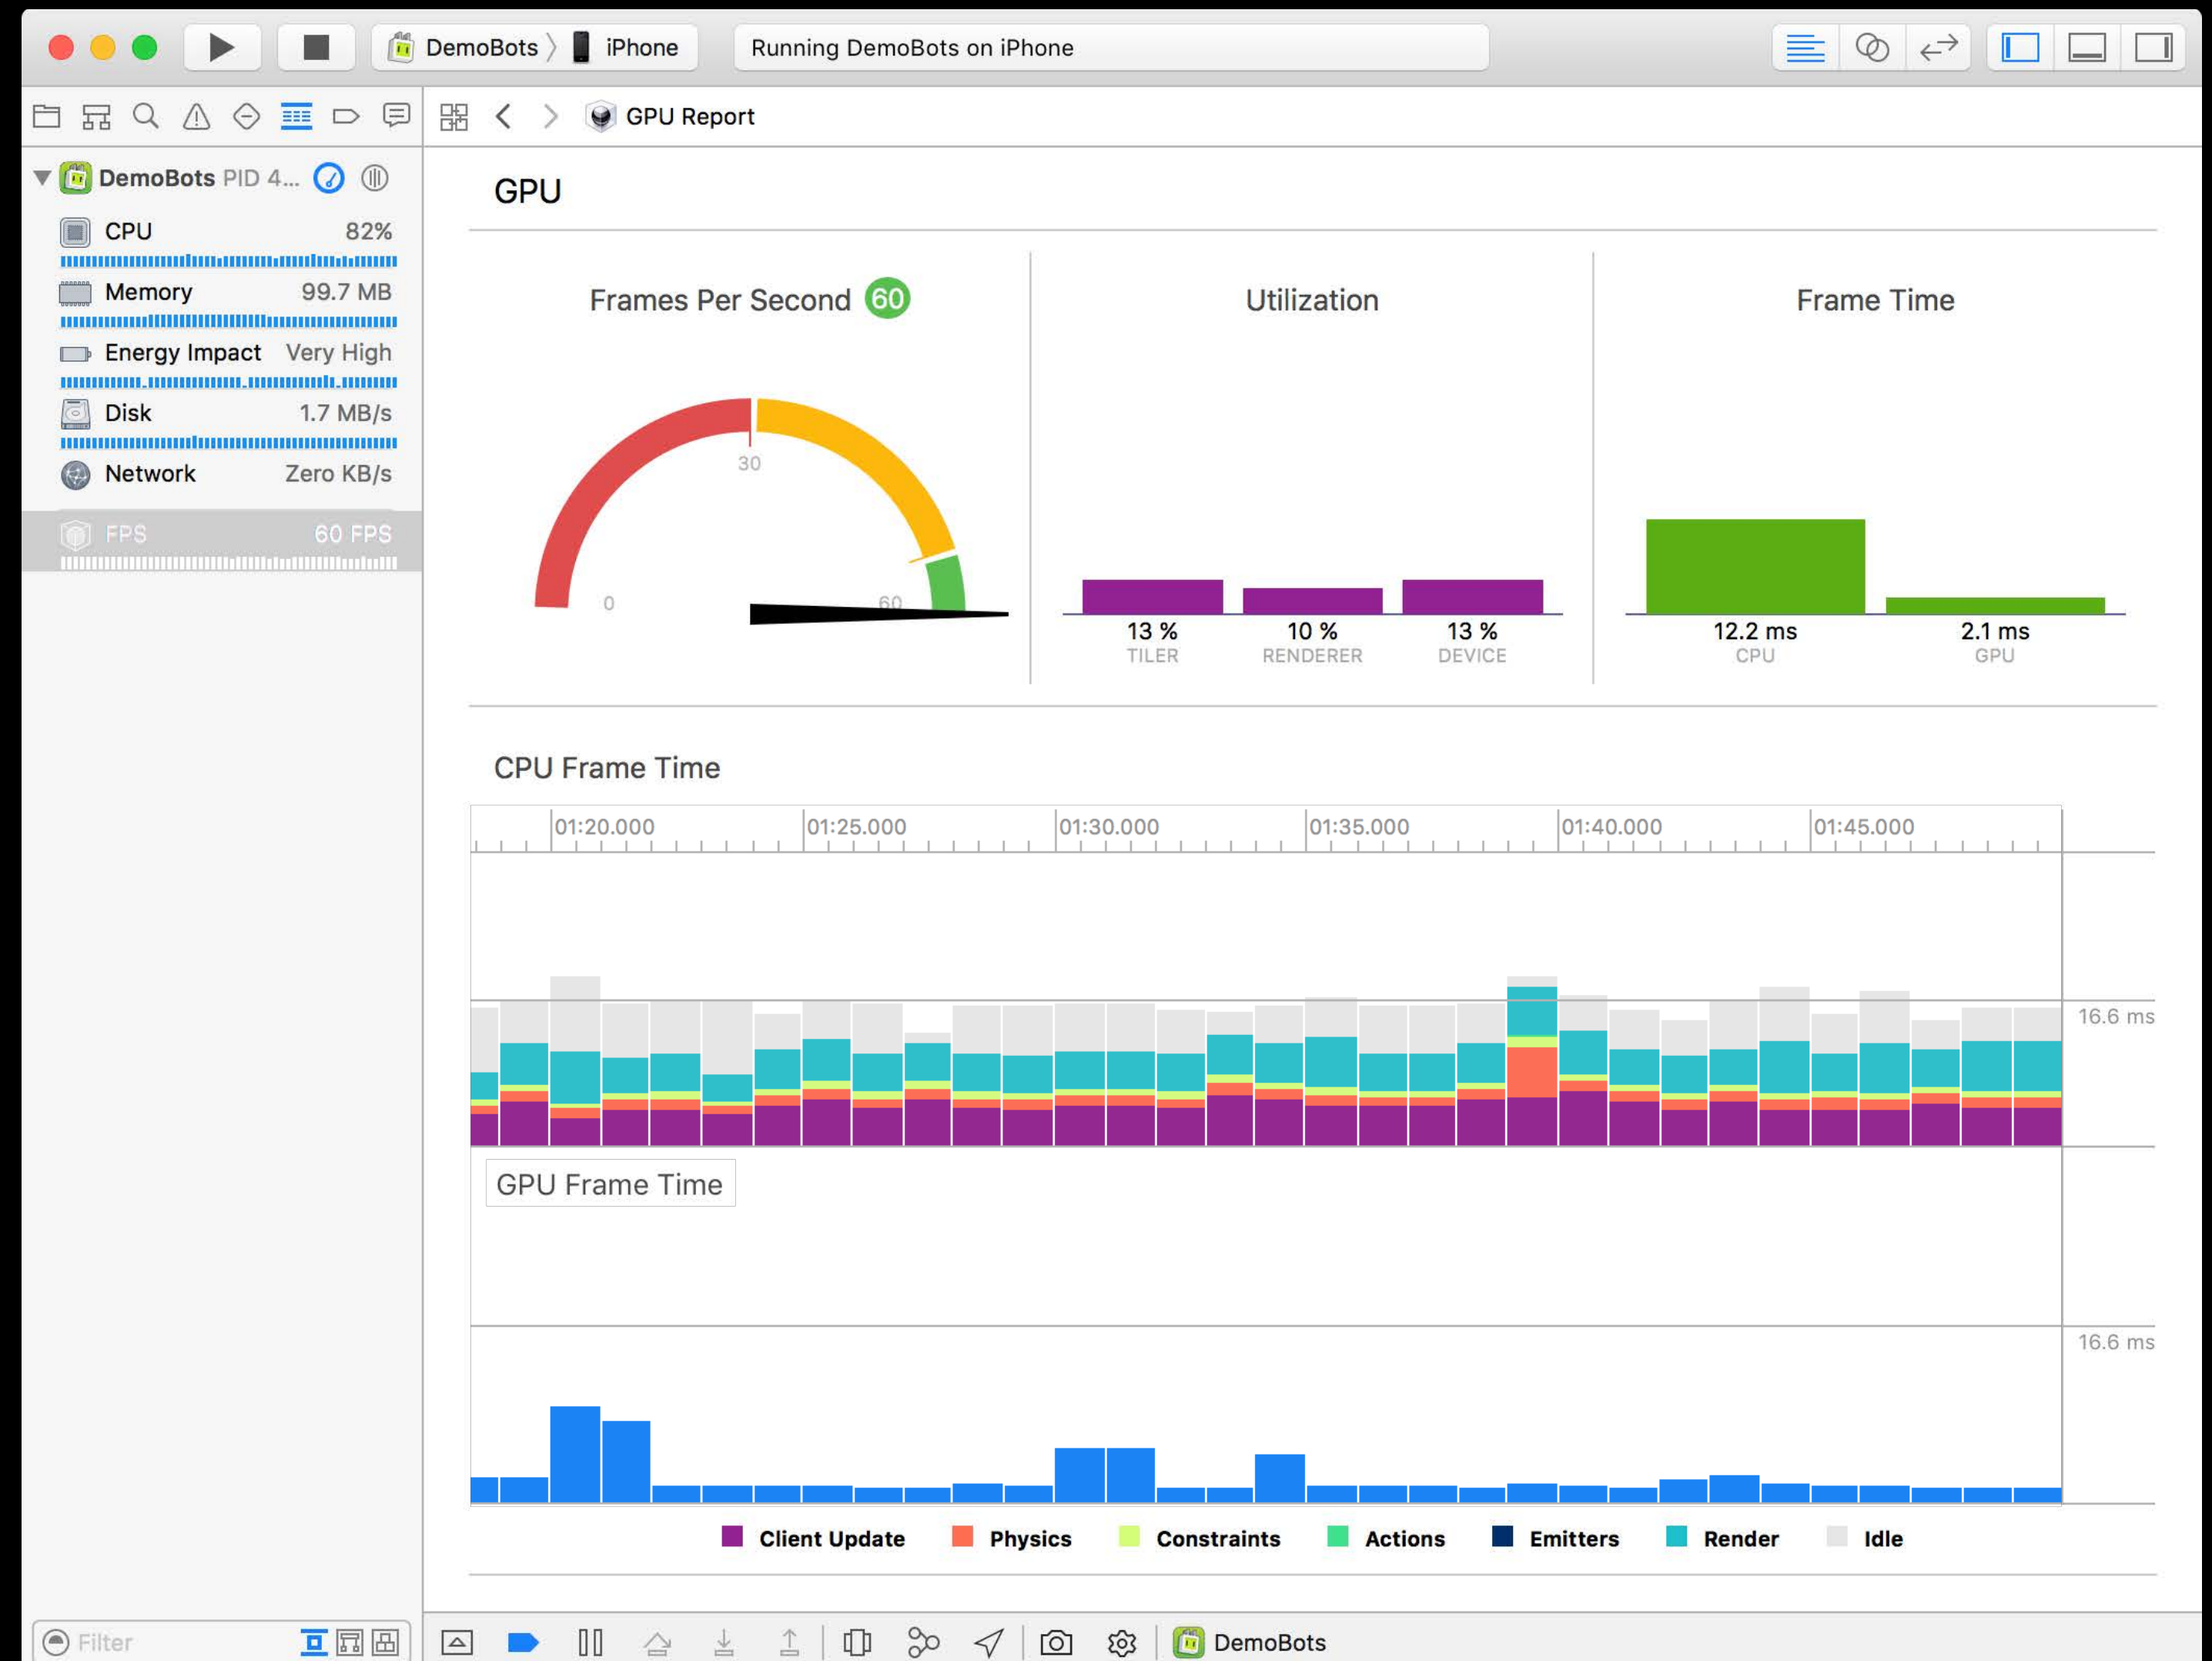 DemoBots iPhone Running DemoBots on iPhone
GPU Report
DemoBots PID 4...
CPU 82%
Memory 99.7 MB
Energy Impact Very High
Disk 1.7 MB/s
Network Zero KB/s
FPS 60 FPS
GPU
Frames Per Second 60
30
0
60
Utilization
13 % 10 % 13 %
TILER RENDERER DEVICE
Frame Time
12.2 ms 2.1 ms
CPU GPU
CPU Frame Time
01:20.000 01:25.000 01:30.000 01:35.000 01:40.000 01:45.000
16.6 ms
GPU Frame Time
16.6 ms
Client Update Physics Constraints Actions Emitters Render Idle
Filter
DemoBots